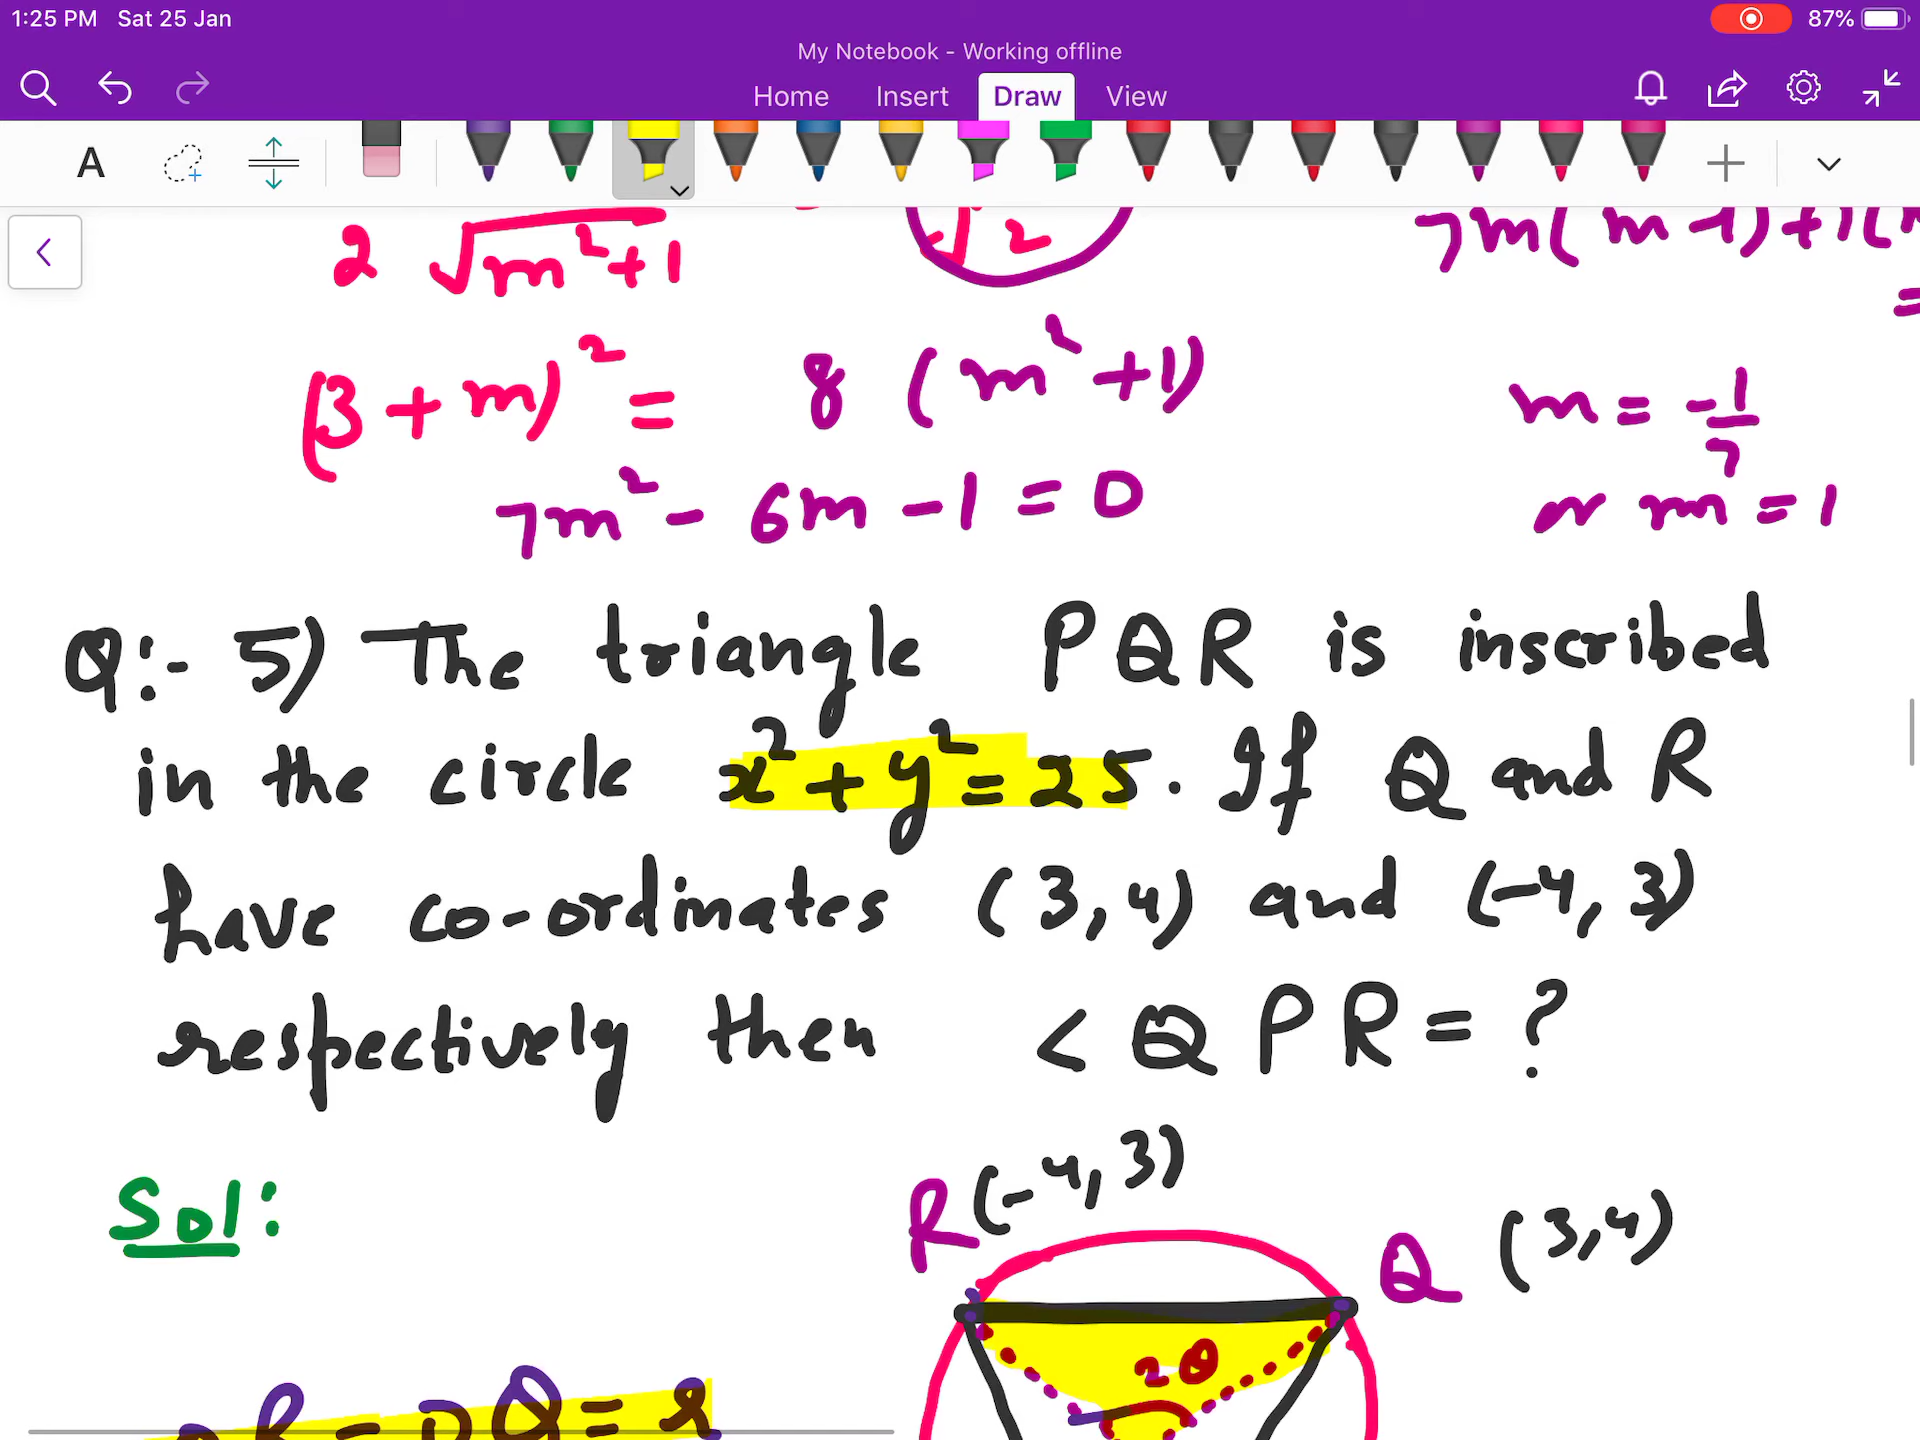 1:25 PM Sat 25 Jan
87%
My Notebook - Working offline
Home Insert Draw View
A
2 √m²+1
√2
7m(m-1)+1(
=
(3+m)² = 8 (m²+1)
m = -1/7
7m² - 6m - 1 = 0
or m = 1
Q:- 5) The triangle PQR is inscribed
in the circle x²+y²=25. If Q and R
have co-ordinates (3,4) and (-4,3)
respectively then < QPR = ?
Sol:
R (-4,3)
Q (3,4)
2θ